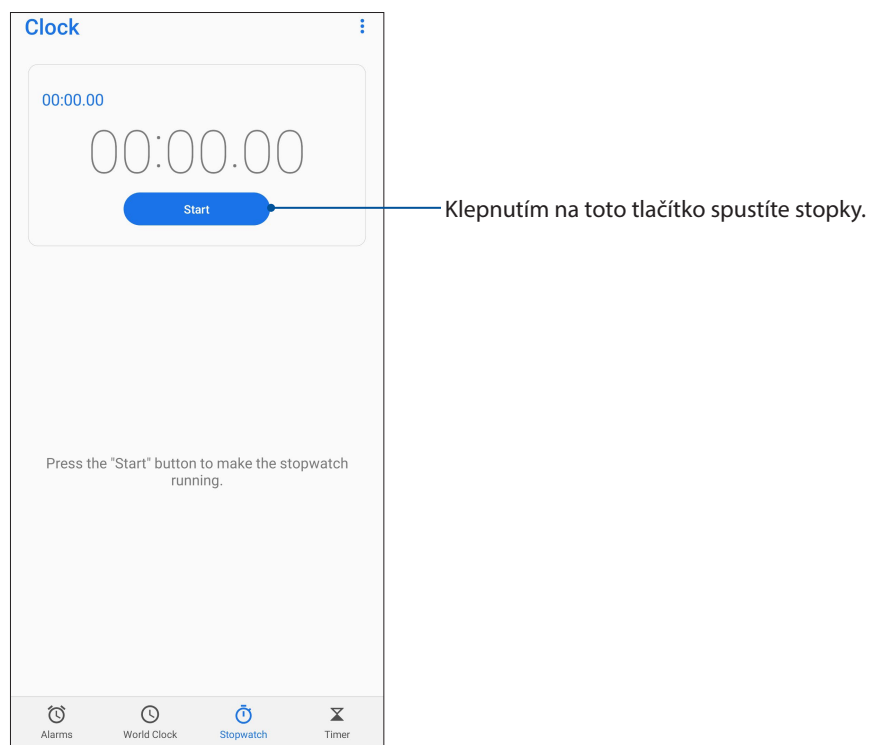 Clock
00:00.00
00:00.00
Start
Klepnutím na toto tlačítko spustíte stopky.
Press the "Start" button to make the stopwatch
running.
Alarms
World Clock
Stopwatch
Timer